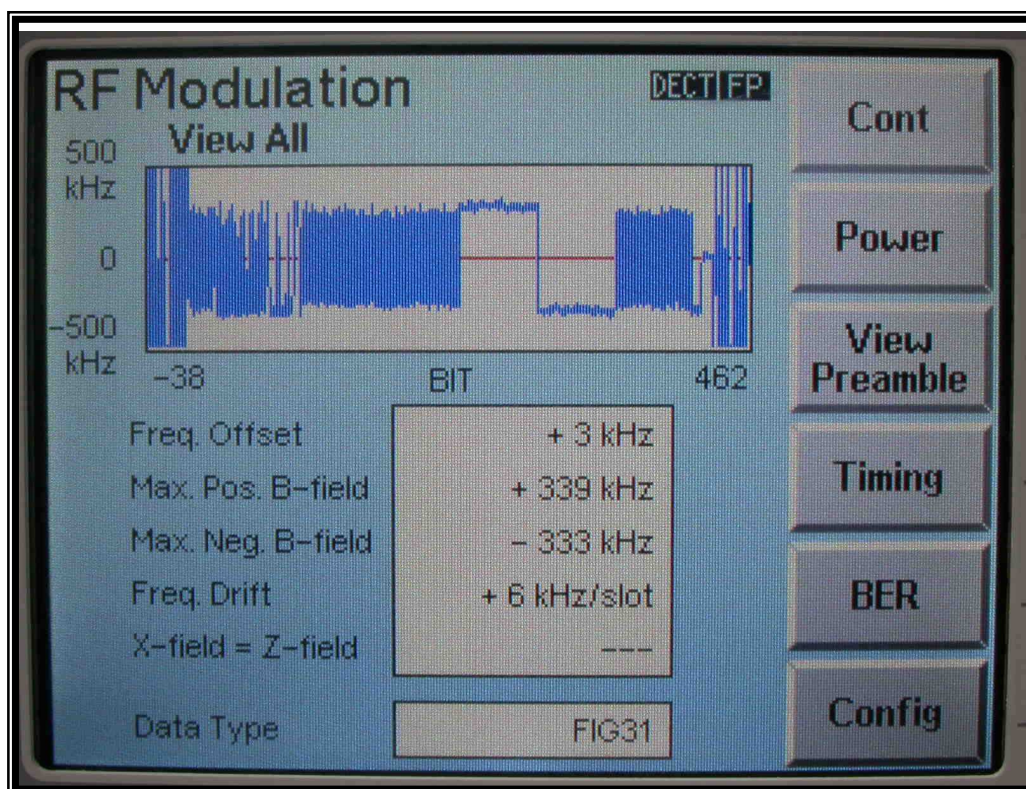 RF Modulation
DECT FP
View All
500
kHz
0
-500
kHz
-38
BIT
462
Freq. Offset
+ 3 kHz
Max. Pos. B-field
+ 339 kHz
Max. Neg. B-field
- 333 kHz
Freq. Drift
+ 6 kHz/slot
X-field = Z-field
---
Data Type
FIG31
Cont
Power
View
Preamble
Timing
BER
Config